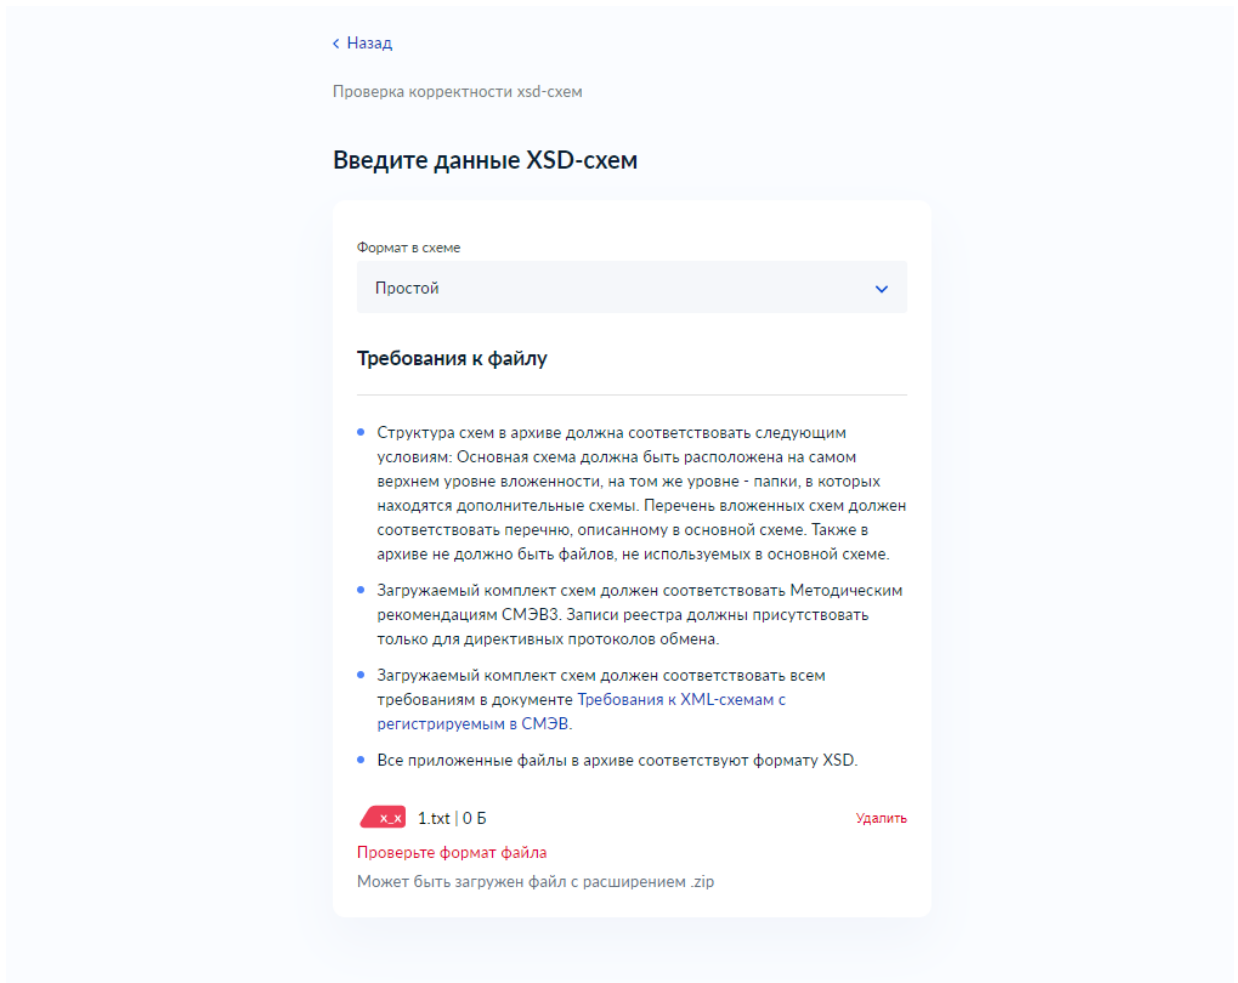 ‹ Назад
Проверка корректности xsd-схем
Введите данные XSD-схем
Формат в схеме
Простой
Требования к файлу
Структура схем в архиве должна соответствовать следующим
условиям: Основная схема должна быть расположена на самом
верхнем уровне вложенности, на том же уровне - папки, в которых
находятся дополнительные схемы. Перечень вложенных схем должен
соответствовать перечню, описанному в основной схеме. Также в
архиве не должно быть файлов, не используемых в основной схеме.
Загружаемый комплект схем должен соответствовать Методическим
рекомендациям СМЭВ3. Записи реестра должны присутствовать
только для директивных протоколов обмена.
Загружаемый комплект схем должен соответствовать всем
требованиям в документе Требования к XML-схемам с
регистрируемым в СМЭВ.
Все приложенные файлы в архиве соответствуют формату XSD.
x_x 1.txt | 0 Б Удалить
Проверьте формат файла
Может быть загружен файл с расширением .zip